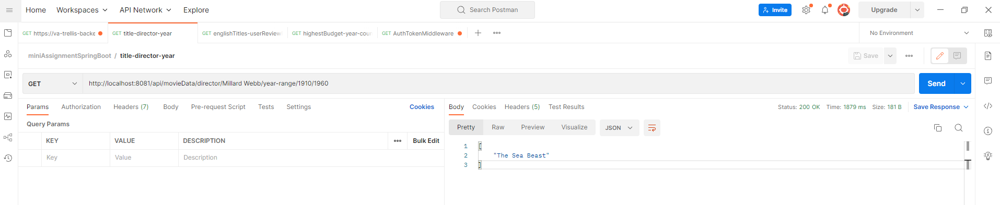 Home Workspaces API Network Explore Search Postman Invite Upgrade
GET https://va-trellis-backe GET title-director-year GET englishTitles-userReview GET highestBudget-year-cour GET AuthTokenMiddleware No Environment
miniAssignmentSpringBoot / title-director-year Save
GET http://localhost:8081/api/movieData/director/Millard Webb/year-range/1910/1960 Send
Params Authorization Headers (7) Body Pre-request Script Tests Settings Cookies
Body Cookies Headers (5) Test Results Status: 200 OK Time: 1879 ms Size: 181 B Save Response
Query Params
KEY VALUE DESCRIPTION Bulk Edit
Key Value Description
Pretty Raw Preview Visualize JSON
1 [
2 "The Sea Beast"
3 ]